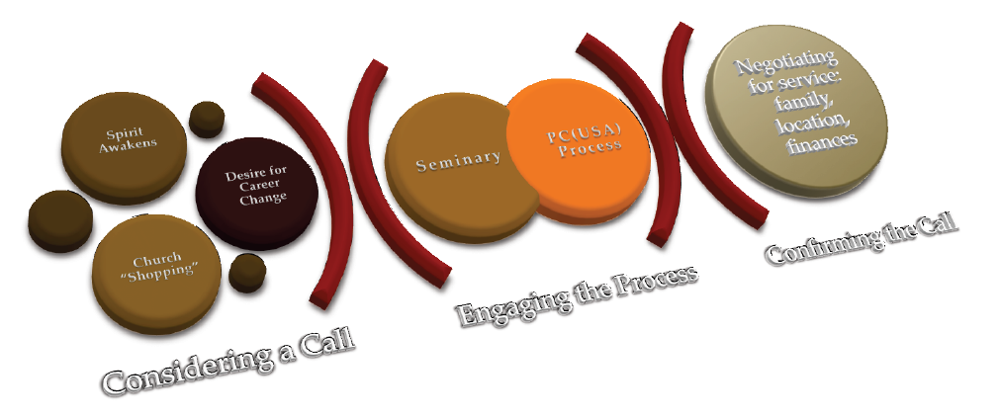 Spirit
Awakens
Desire for
Career
Change
Church
“Shopping”
Considering a Call
Seminary
PC(USA)
Process
Engaging the Process
Negotiating
for service:
family,
location,
finances
Confirming the Call